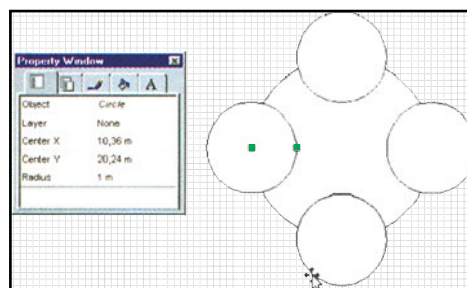 Property Window
A
Object Circle
Layer None
Center X 10,36 m
Center Y 20,24 m
Radius 1 m